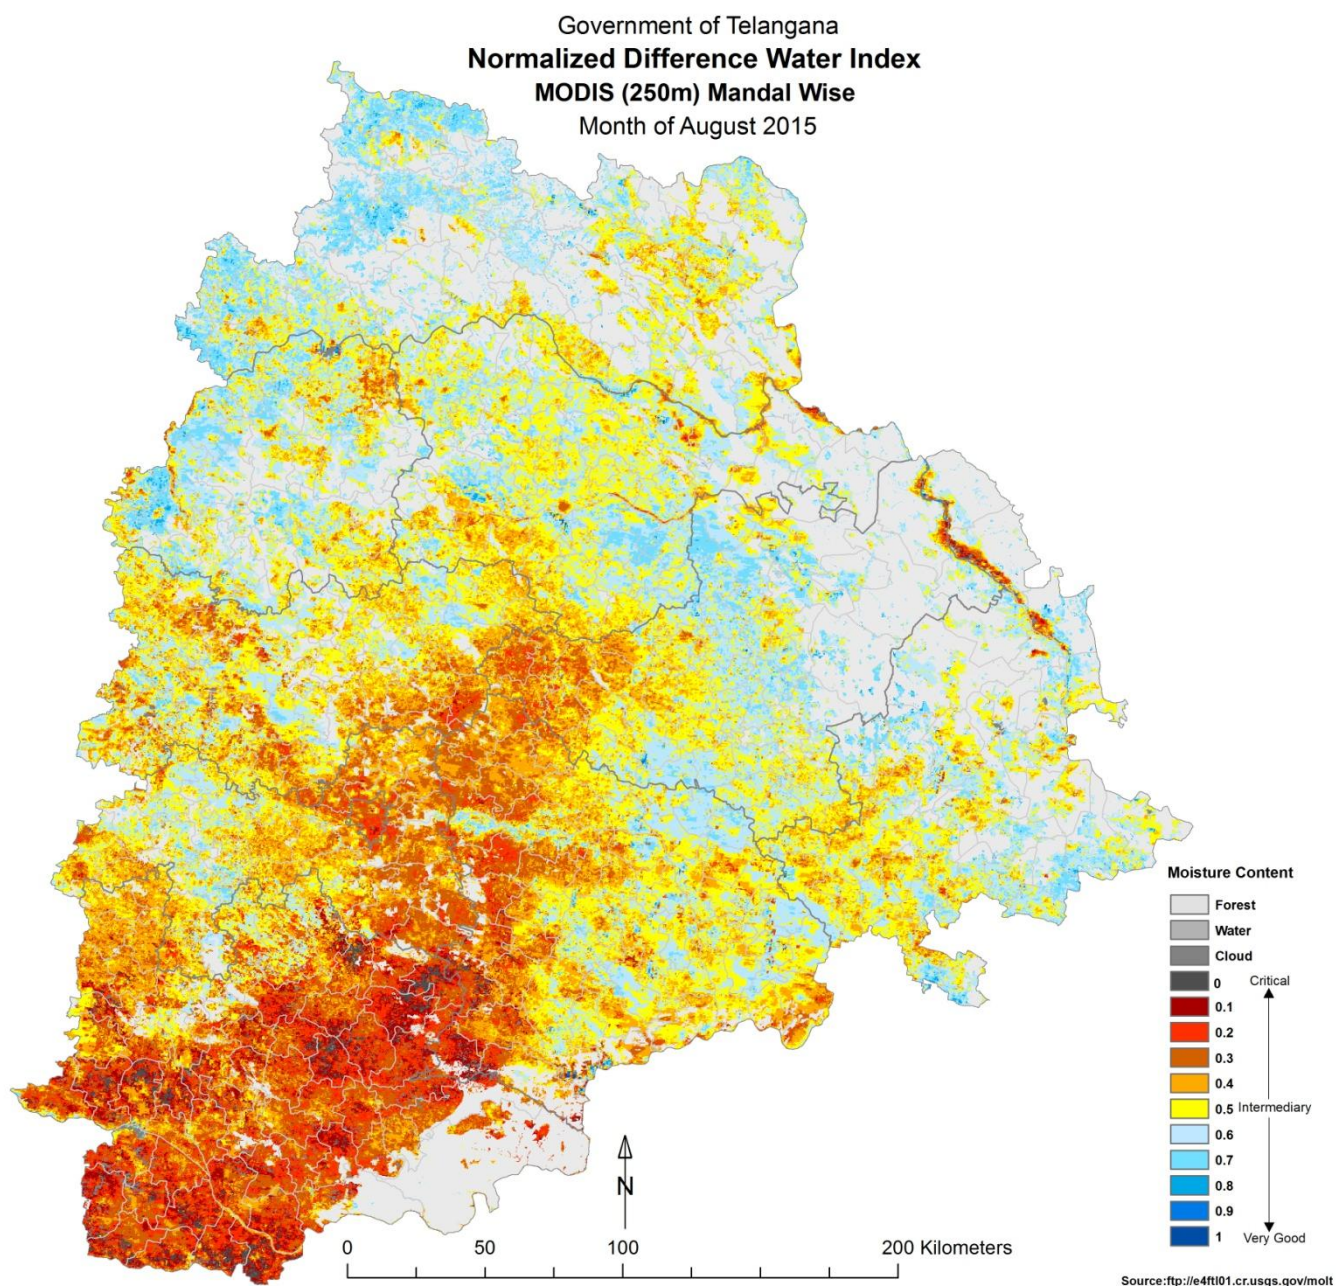 Government of Telangana
Normalized Difference Water Index
MODIS (250m) Mandal Wise
Month of August 2015
Moisture Content
Forest
Water
Cloud
0 Critical
0.1
0.2
0.3
0.4
0.5 Intermediary
0.6
0.7
0.8
0.9
1 Very Good
N
0 50 100 200 Kilometers
Source:ftp://e4ftl01.cr.usgs.gov/molt